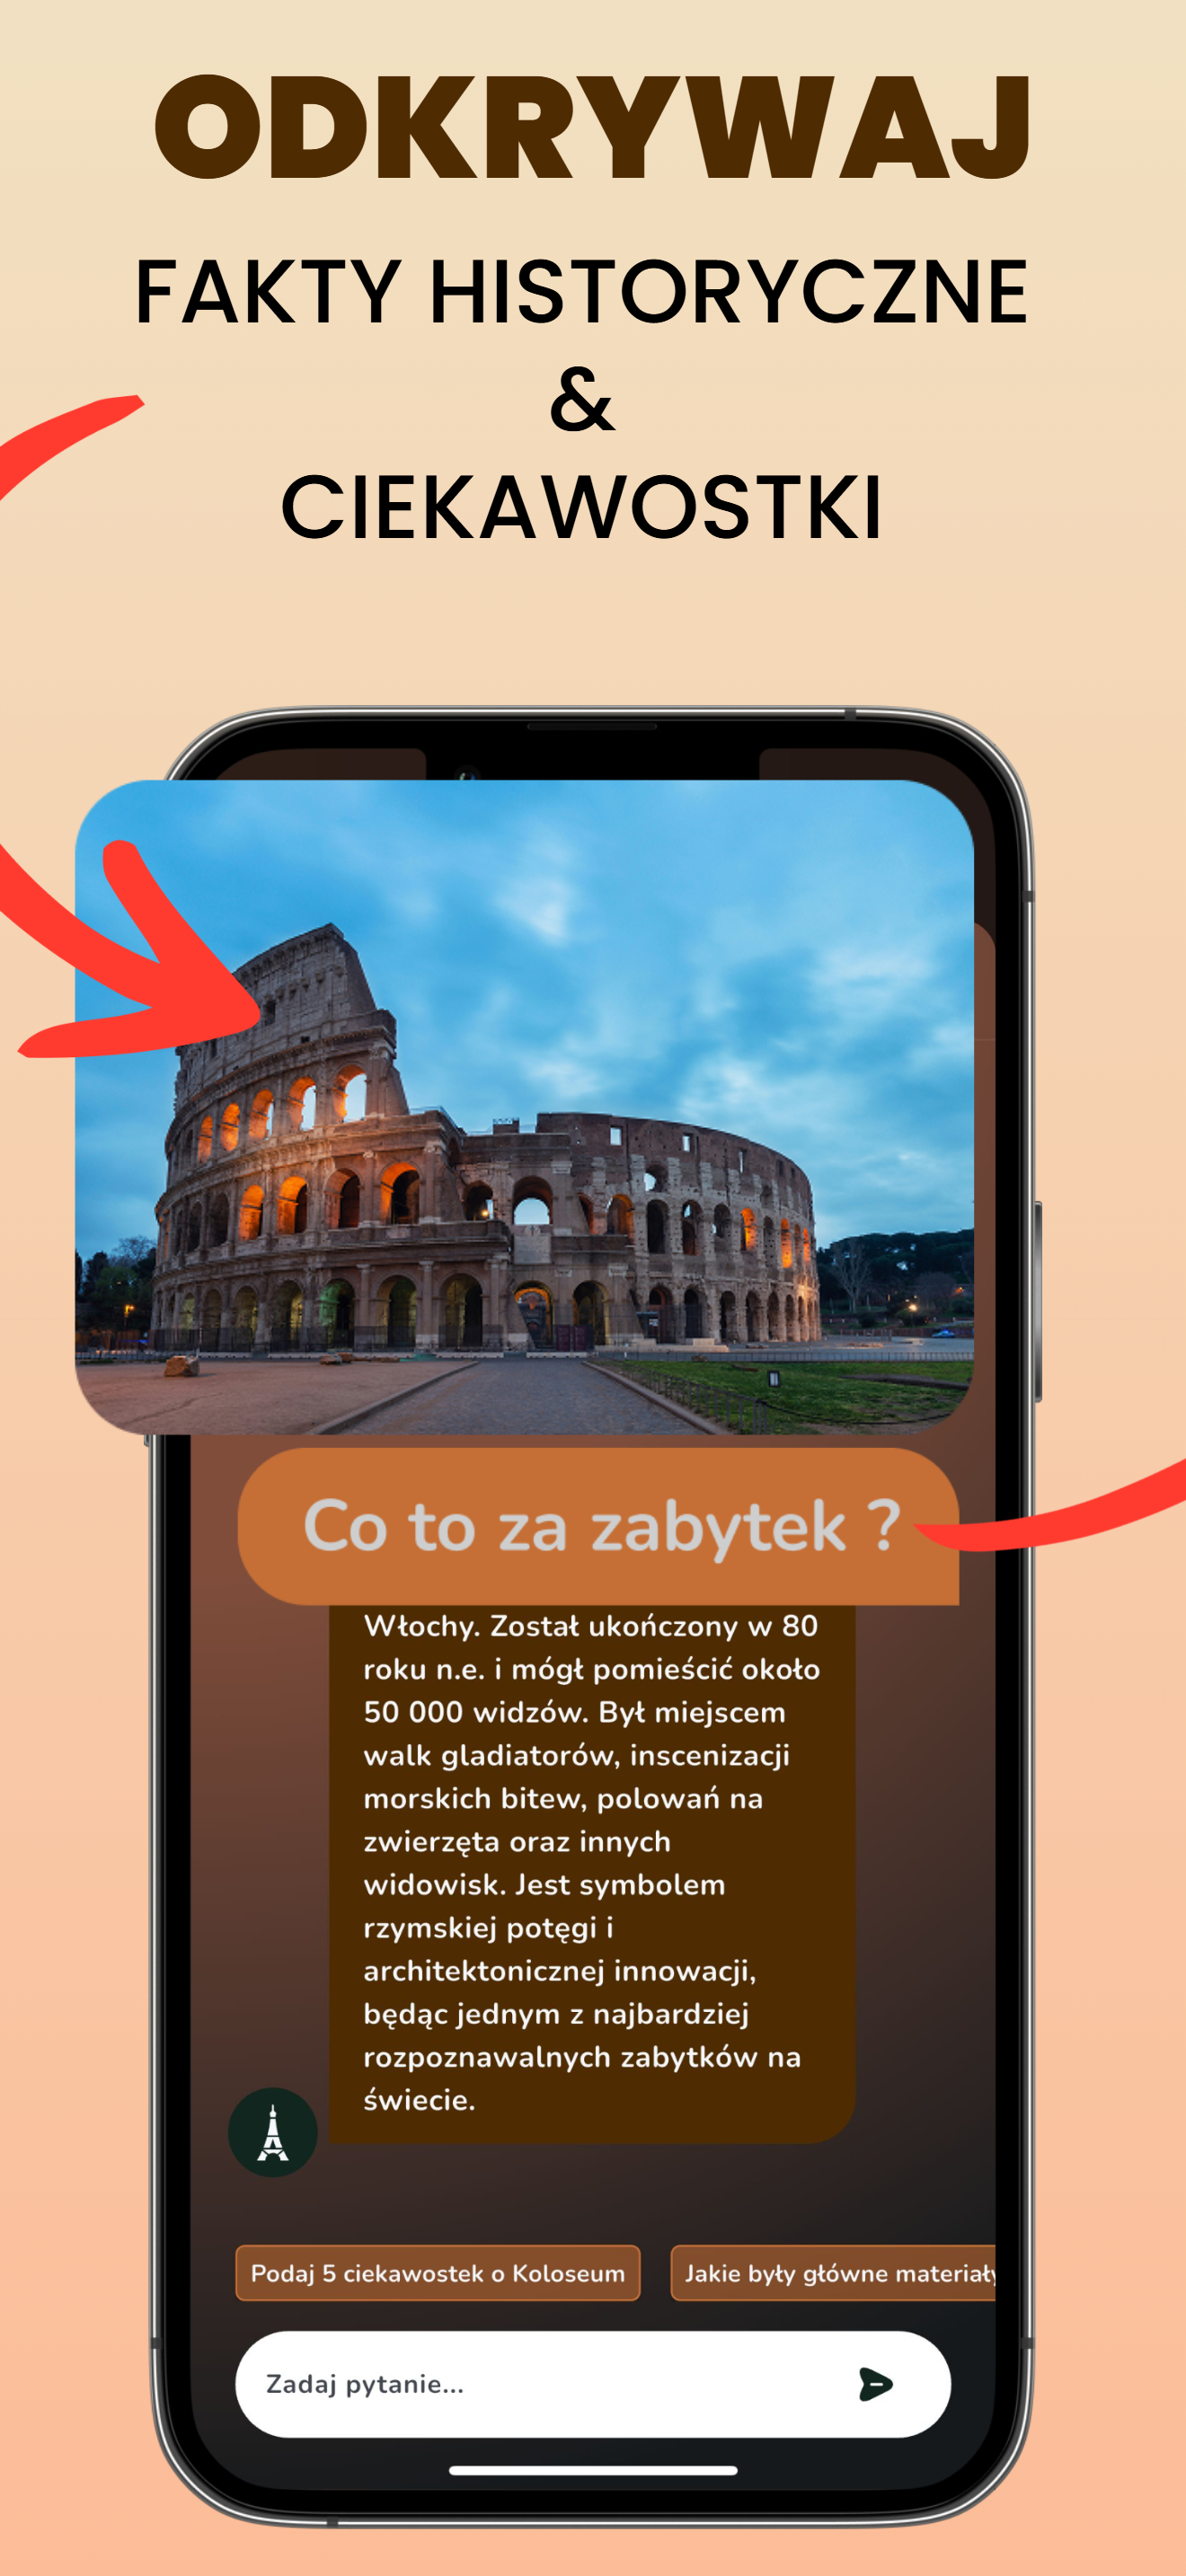 ODKRYWAJ
FAKTY HISTORYCZNE
&
CIEKAWOSTKI
Co to za zabytek ?
Włochy. Został ukończony w 80
roku n.e. i mógł pomieścić około
50 000 widzów. Był miejscem
walk gladiatorów, inscenizacji
morskich bitew, polowań na
zwierzęta oraz innych
widowisk. Jest symbolem
rzymskiej potęgi i
architektonicznej innowacji,
będąc jednym z najbardziej
rozpoznawalnych zabytków na
świecie.
Podaj 5 ciekawostek o Koloseum
Jakie były główne materiały
Zadaj pytanie...